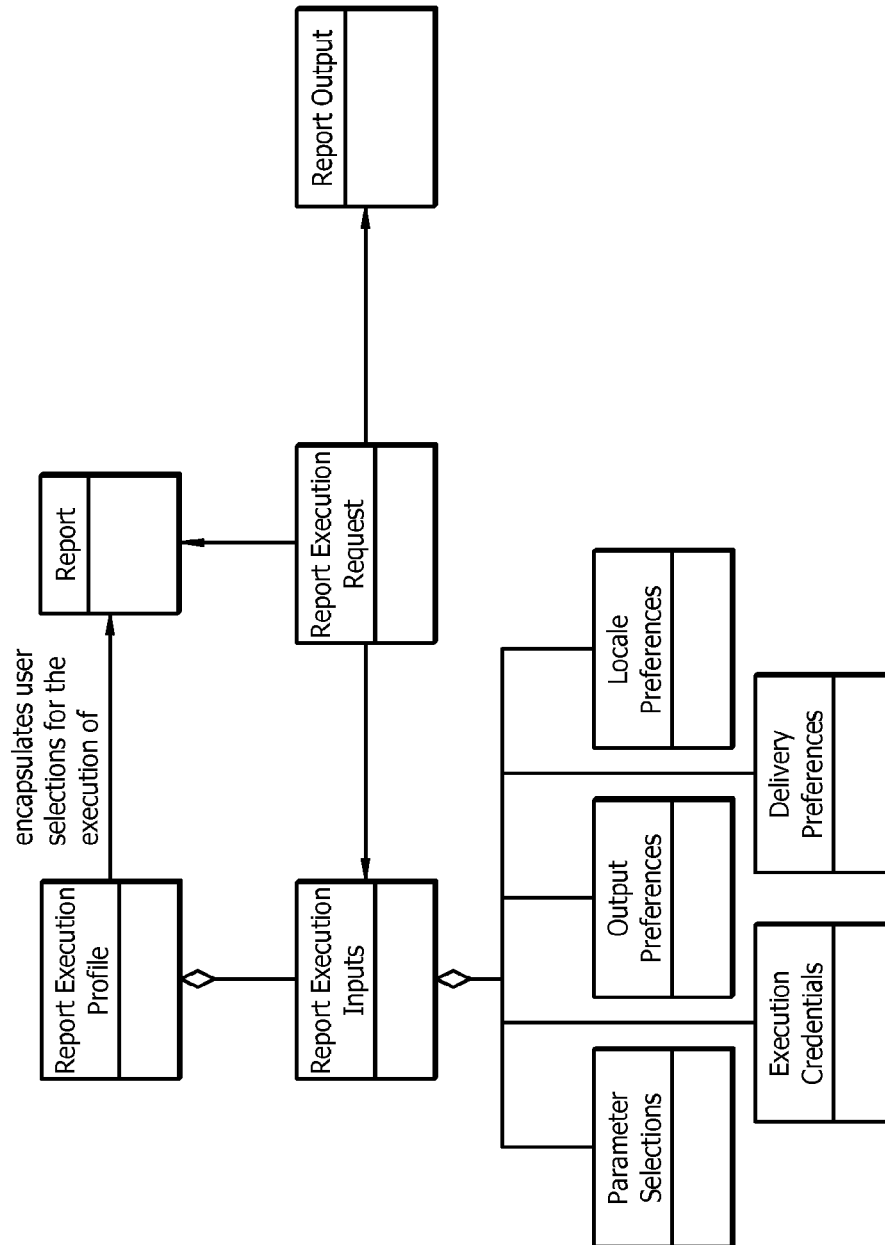 encapsulates user
selections for the
execution of
Report Execution
Profile
Report
Report Execution
Inputs
Report Execution
Request
Report Output
Parameter
Selections
Output
Preferences
Locale
Preferences
Execution
Credentials
Delivery
Preferences